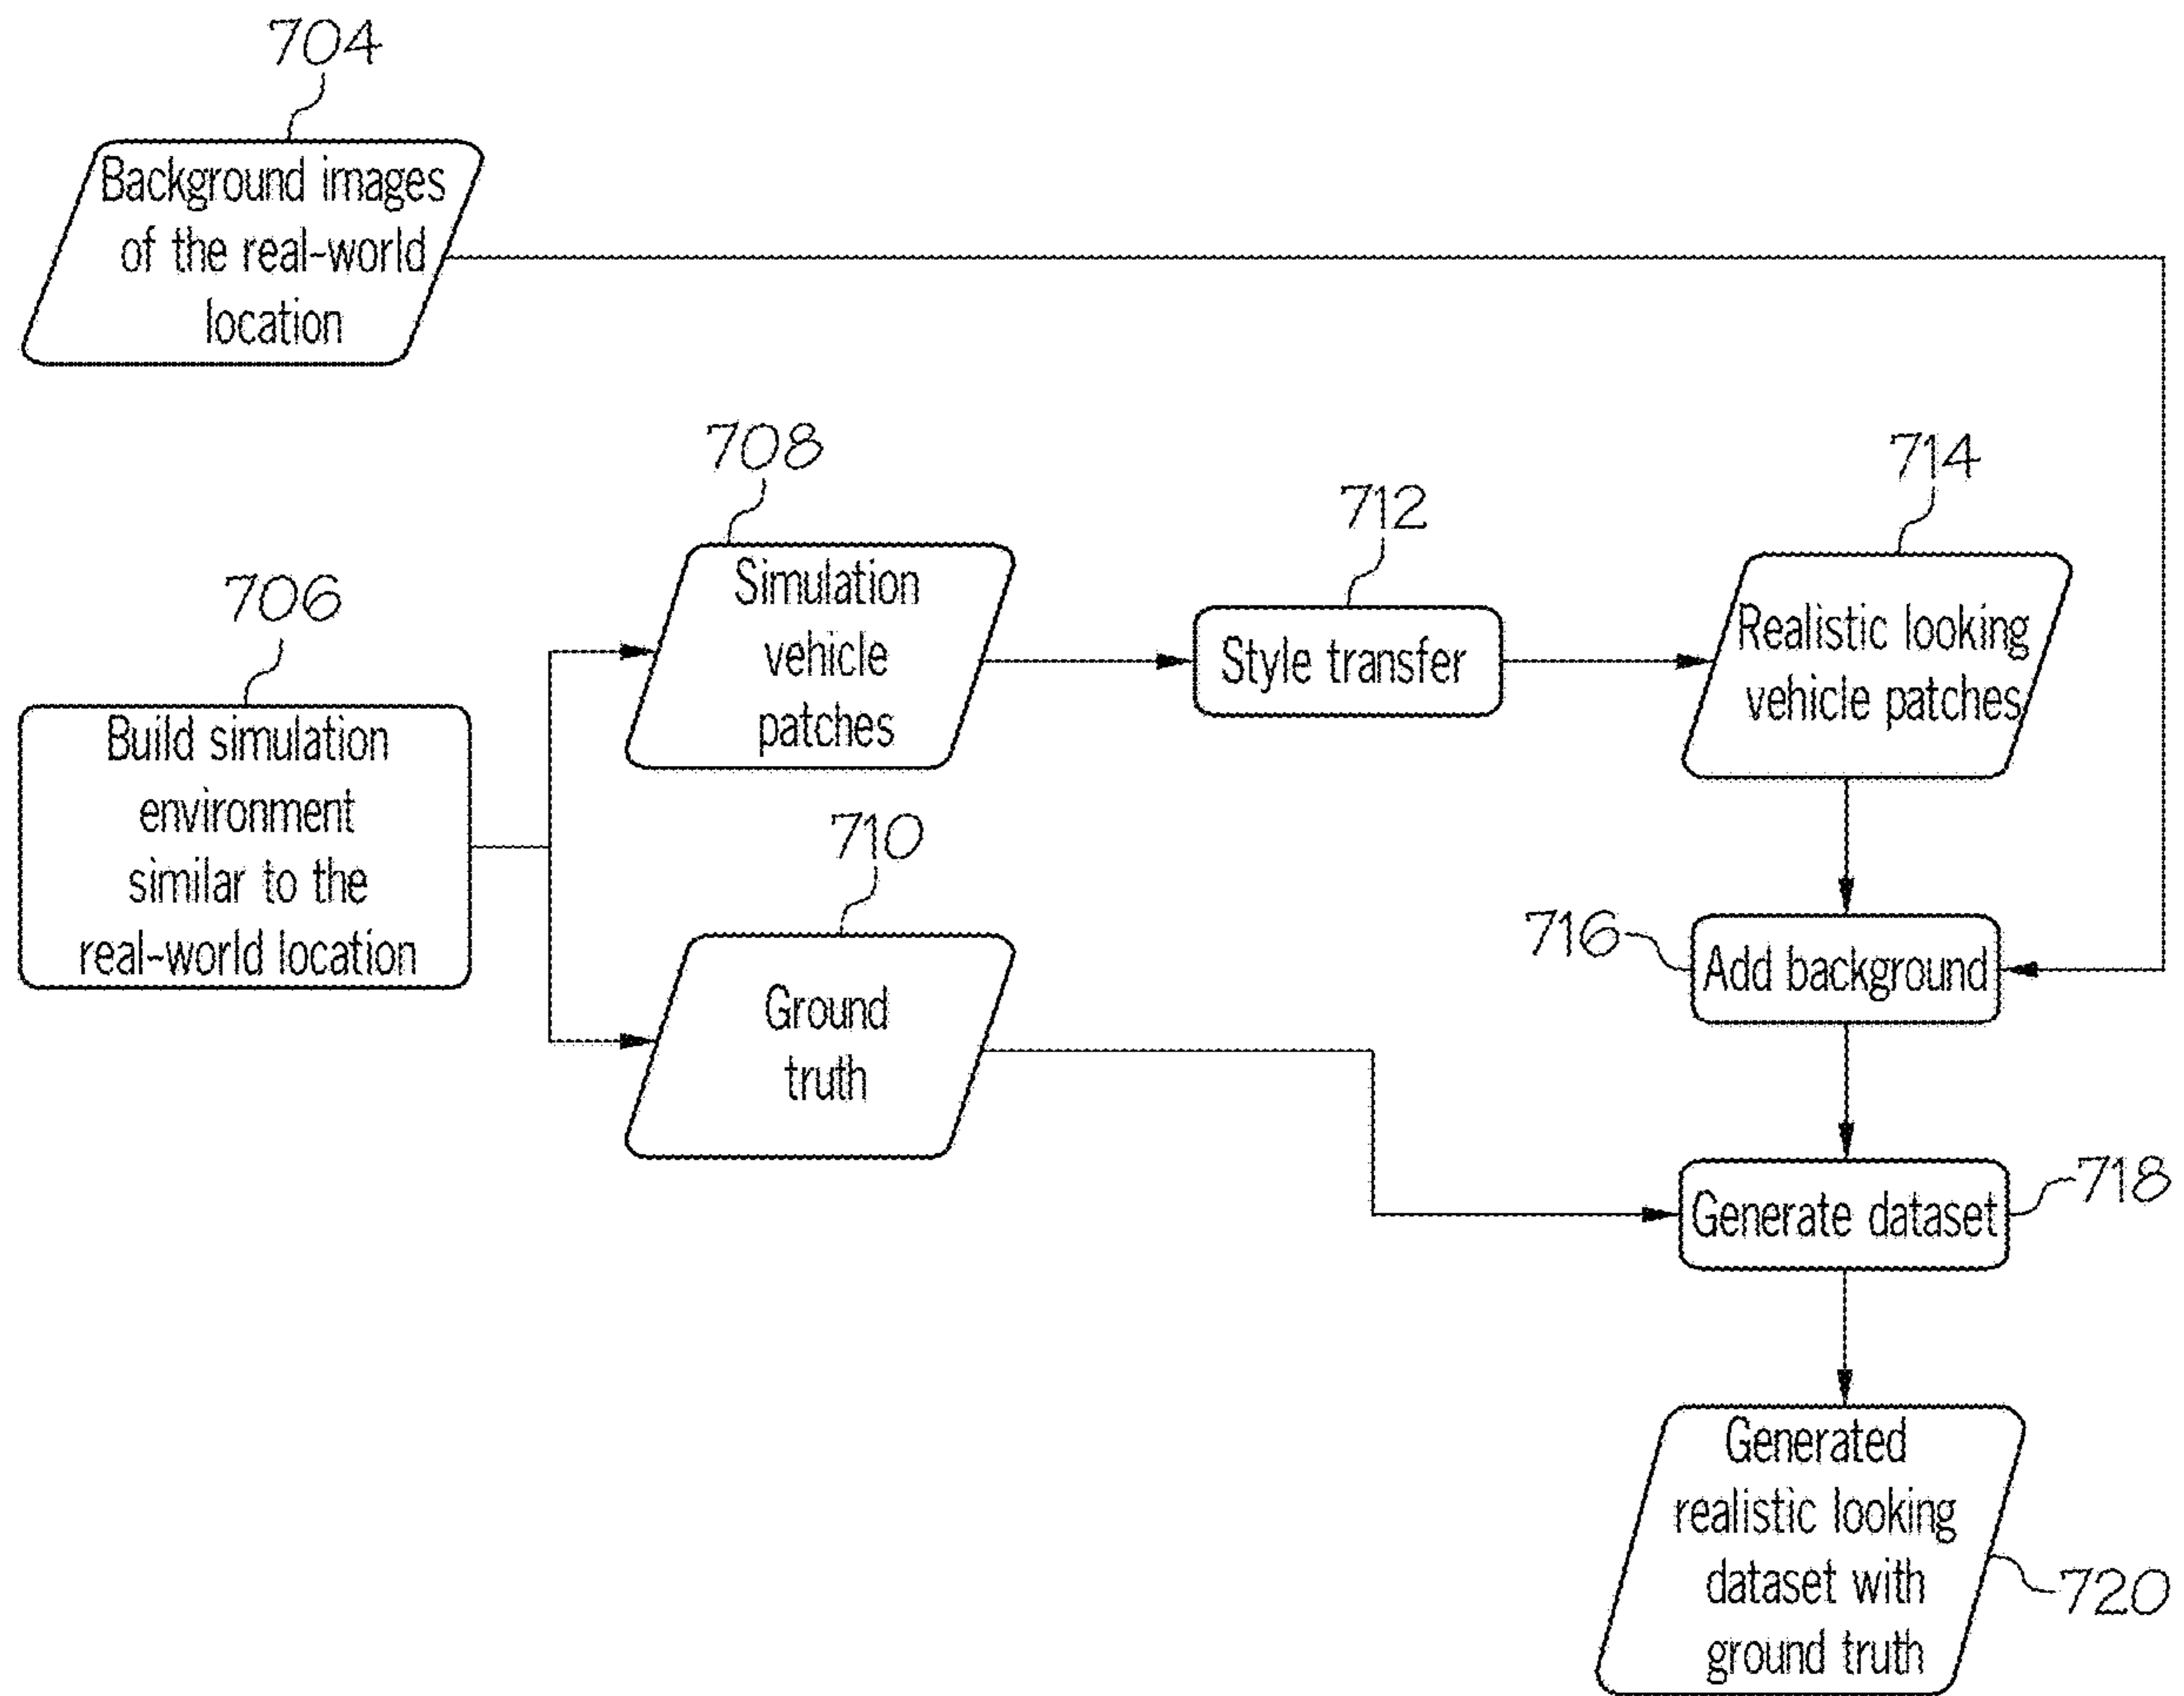 704
Background images
of the real-world
location
708
Simulation
vehicle
patches
712
Style transfer
714
Realistic looking
vehicle patches
706
Build simulation
environment
similar to the
real-world location
710
Ground
truth
716
Add background
718
Generate dataset
Generated
realistic looking
dataset with
ground truth
720